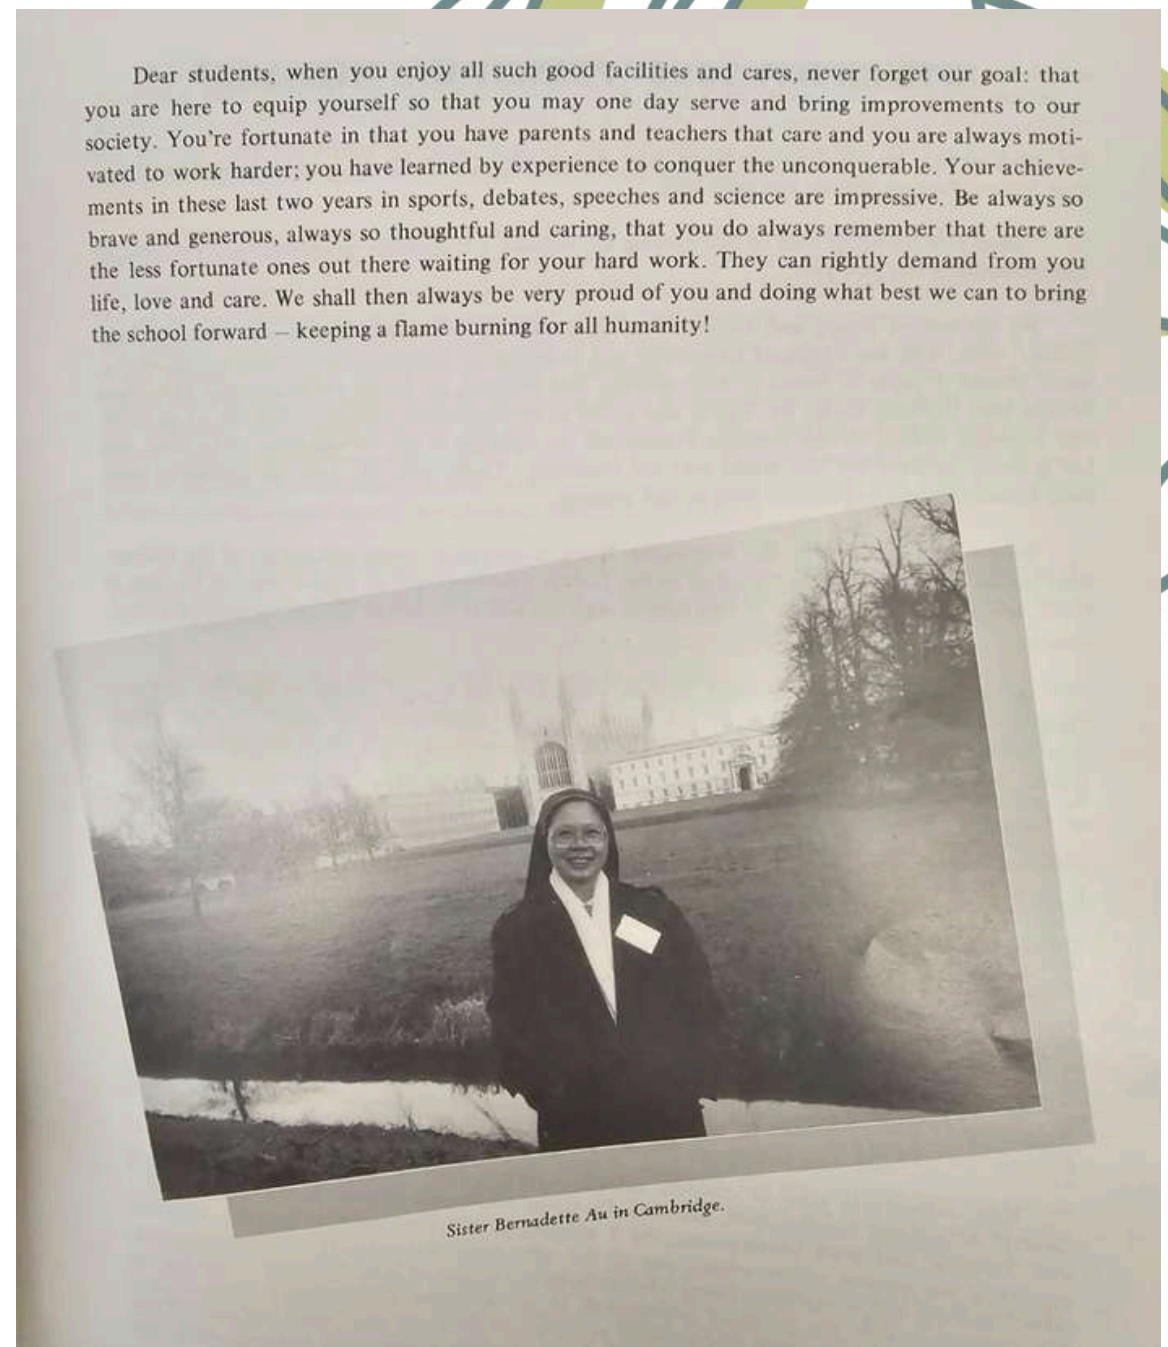 Dear students, when you enjoy all such good facilities and cares, never forget our goal: that
you are here to equip yourself so that you may one day serve and bring improvements to our
society. You're fortunate in that you have parents and teachers that care and you are always moti-
vated to work harder; you have learned by experience to conquer the unconquerable. Your achieve-
ments in these last two years in sports, debates, speeches and science are impressive. Be always so
brave and generous, always so thoughtful and caring, that you do always remember that there are
the less fortunate ones out there waiting for your hard work. They can rightly demand from you
life, love and care. We shall then always be very proud of you and doing what best we can to bring
the school forward – keeping a flame burning for all humanity!
Sister Bernadette Au in Cambridge.